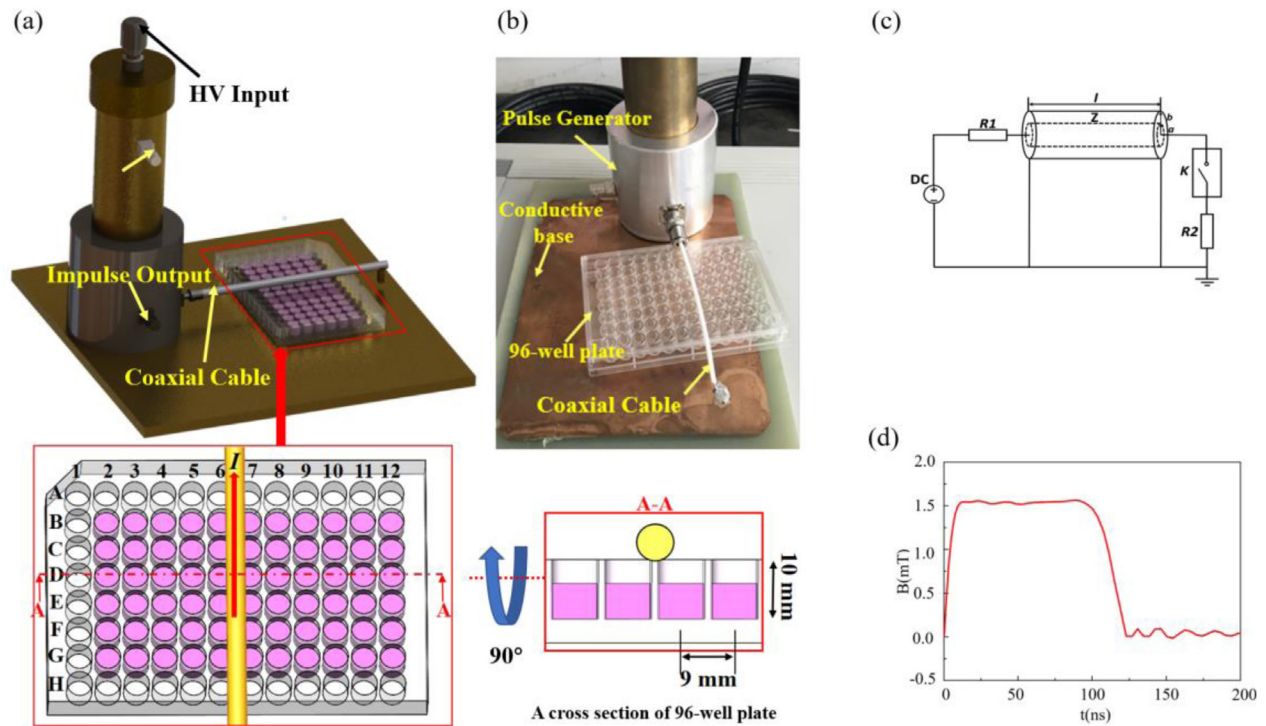 (a)
HV Input
Impulse Output
Coaxial Cable
I
1 2 3 4 5 6 7 8 9 10 11 12
A
B
C
D
E
F
G
H
A
A
(b)
Pulse Generator
Conductive
base
96-well plate
Coaxial Cable
A-A
10 mm
90°
9 mm
A cross section of 96-well plate
(c)
l
Z
b
a
R1
DC
K
R2
(d)
B(mT)
2.0
1.5
1.0
0.5
0.0
-0.5
0 50 100 150 200
t(ns)